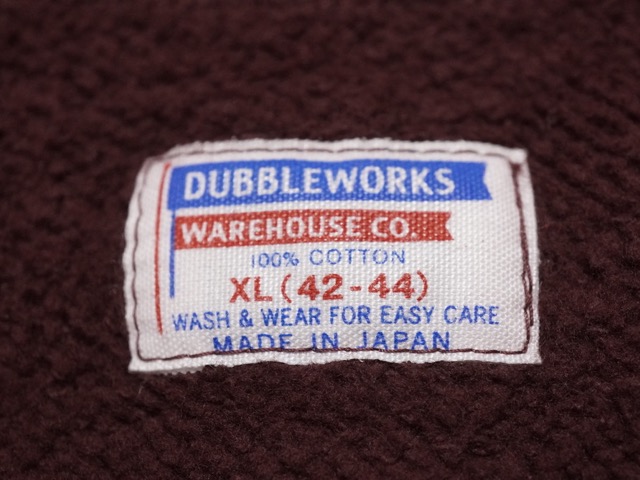 DUBBLEWORKS
WAREHOUSE CO.
100% COTTON
XL (42-44)
WASH & WEAR FOR EASY CARE
MADE IN JAPAN